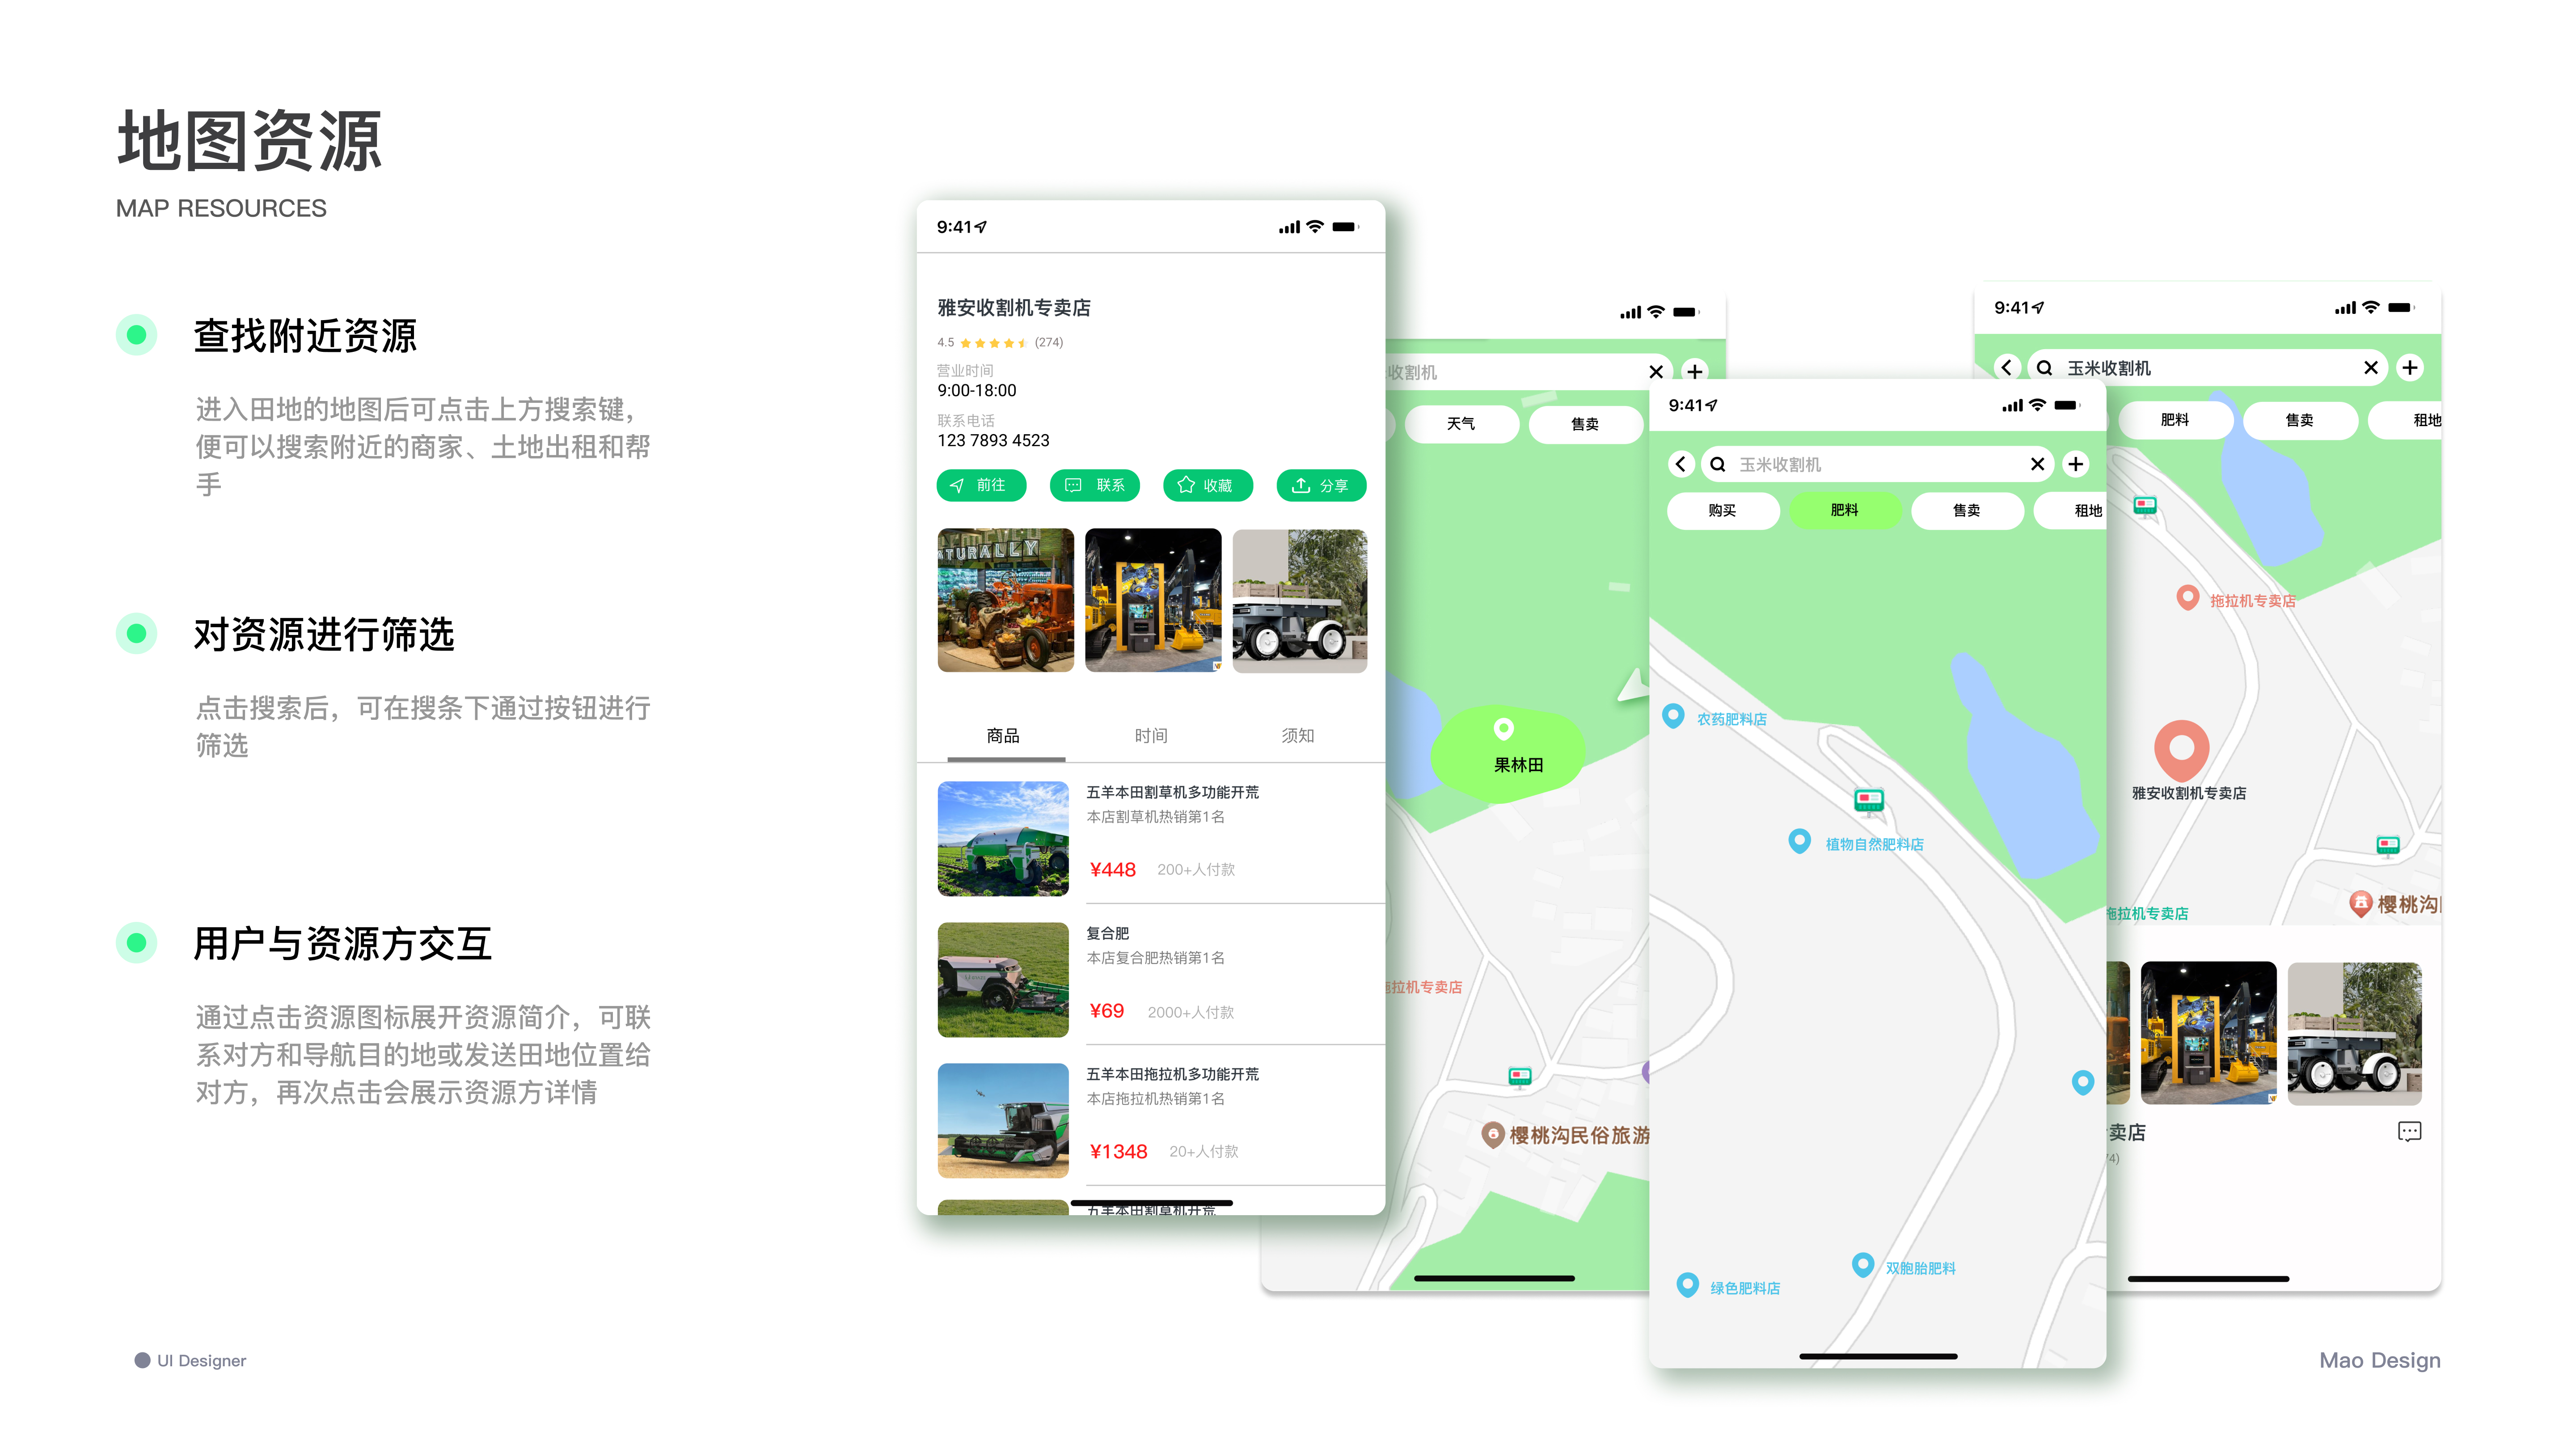 地图资源
MAP RESOURCES
查找附近资源
进入田地的地图后可点击上方搜索键，
便可以搜索附近的商家、土地出租和帮
手
对资源进行筛选
点击搜索后，可在搜条下通过按钮进行
筛选
用户与资源方交互
通过点击资源图标展开资源简介，可联
系对方和导航目的地或发送田地位置给
对方，再次点击会展示资源方详情
UI Designer
9:41
雅安收割机专卖店
4.5 (274)
营业时间
9:00-18:00
联系电话
123 7893 4523
前往 联系 收藏 分享
TURALLY
商品 时间 须知
五羊本田割草机多功能开荒
本店割草机热销第1名
¥448 200+人付款
复合肥
本店复合肥热销第1名
¥69 2000+人付款
五羊本田拖拉机多功能开荒
本店拖拉机热销第1名
¥1348 20+人付款
五羊本田割草机开荒
收割机
天气 售卖
果林田
拖拉机专卖店
樱桃沟民俗旅游
9:41
玉米收割机
购买 肥料 售卖 租地
农药肥料店
植物自然肥料店
双胞胎肥料
绿色肥料店
9:41
玉米收割机
肥料 售卖 租地
拖拉机专卖店
雅安收割机专卖店
樱桃沟
拖拉机专卖店
卖店
4)
Mao Design